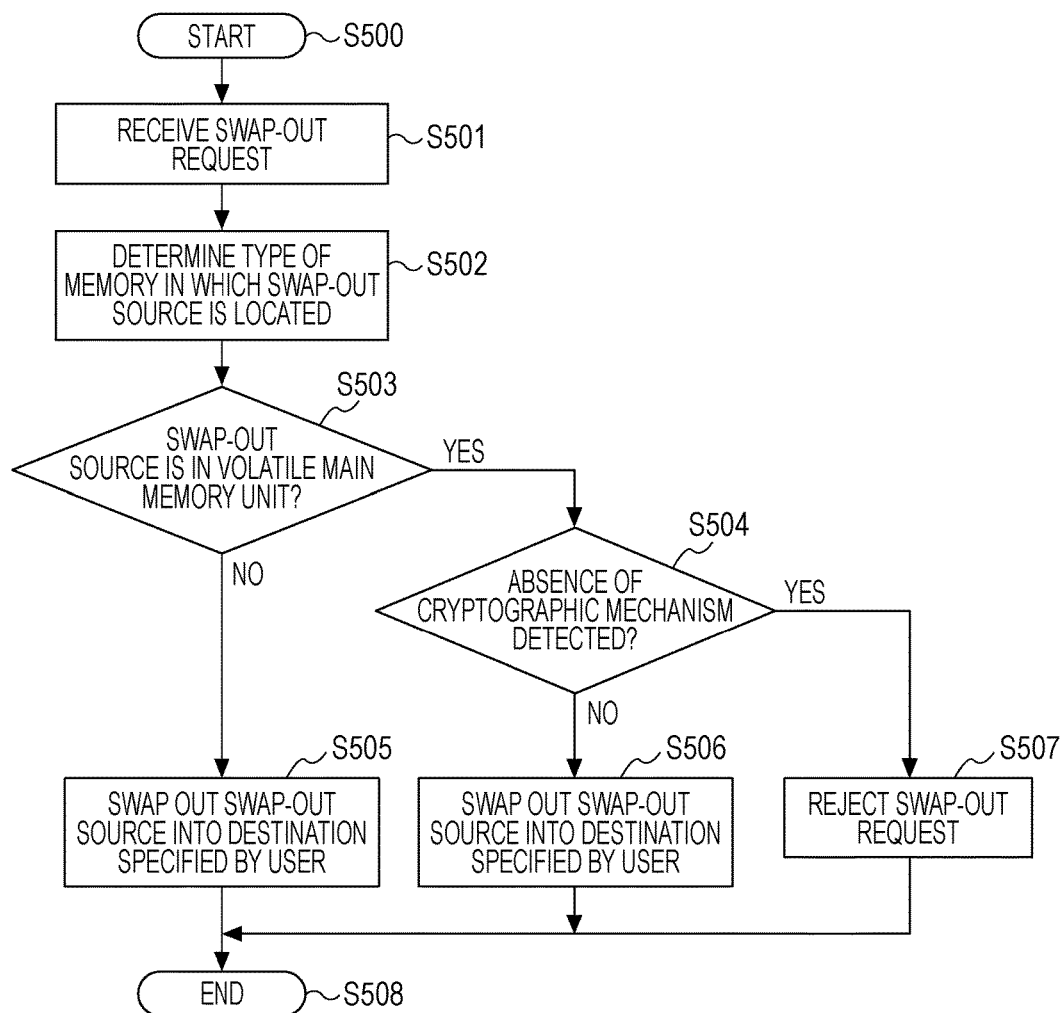 START
S500
RECEIVE SWAP-OUT
REQUEST
S501
DETERMINE TYPE OF
MEMORY IN WHICH SWAP-OUT
SOURCE IS LOCATED
S502
S503
SWAP-OUT
SOURCE IS IN VOLATILE MAIN
MEMORY UNIT?
YES
NO
S504
ABSENCE OF
CRYPTOGRAPHIC MECHANISM
DETECTED?
YES
NO
S505
SWAP OUT SWAP-OUT
SOURCE INTO DESTINATION
SPECIFIED BY USER
S506
SWAP OUT SWAP-OUT
SOURCE INTO DESTINATION
SPECIFIED BY USER
S507
REJECT SWAP-OUT
REQUEST
END
S508